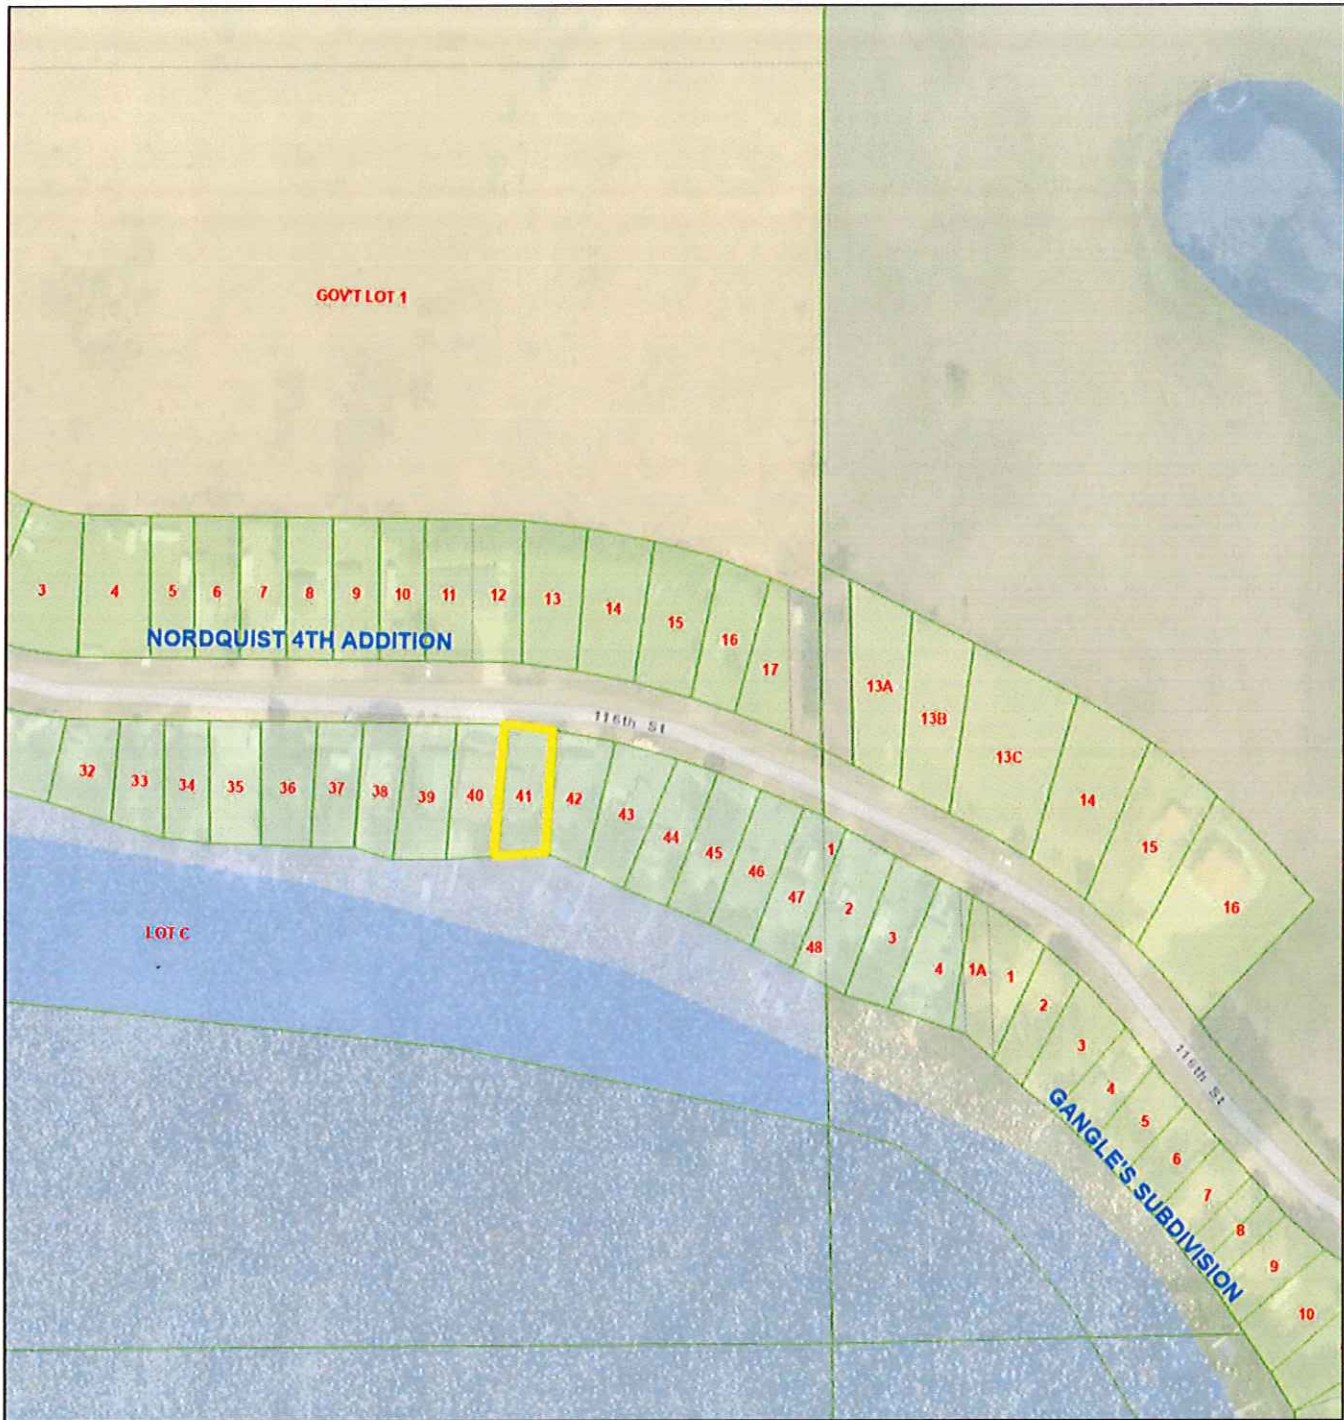 GOV'T LOT 1
3 4 5 6 7 8 9 10 11 12 13 14 15 16 17
NORDQUIST 4TH ADDITION
13A 13B 13C 14 15 16
116th St
32 33 34 35 36 37 38 39 40 41 42 43 44 45 46 47 48
1 2 3 4
LOT C
1A 1 2 3 4 5 6 7 8 9 10
116th St
GANGLE'S SUBDIVISION